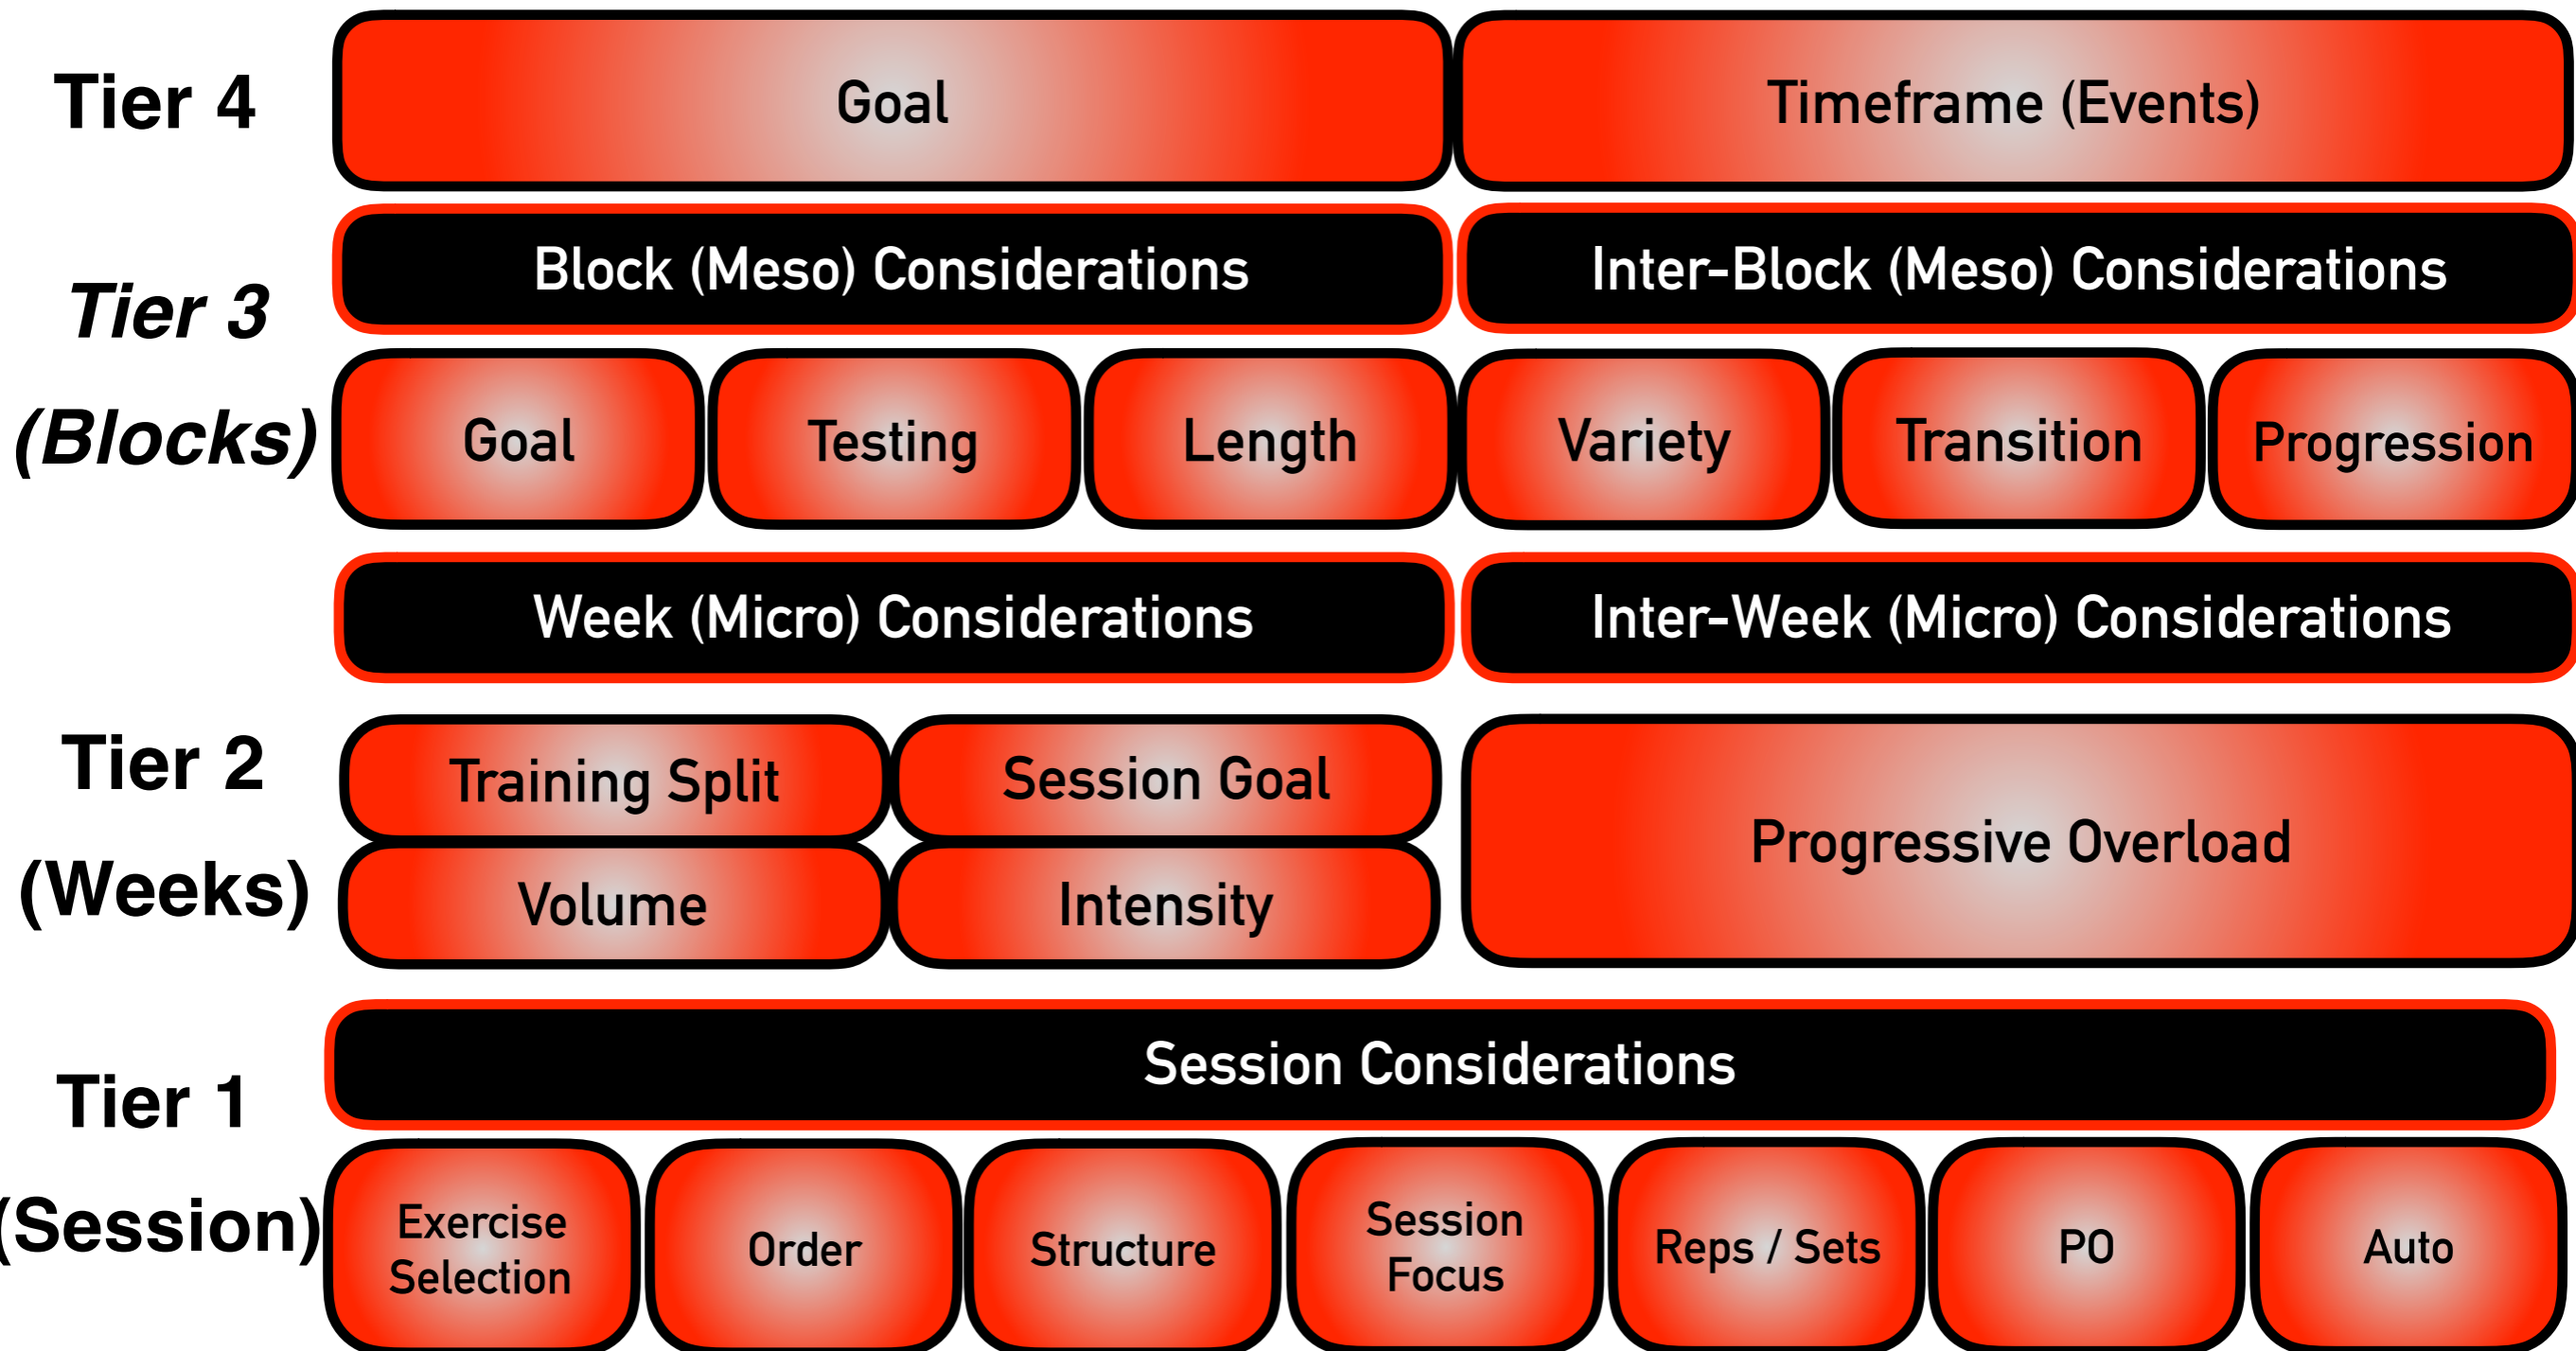 Tier 4
Goal
Timeframe (Events)
Tier 3
(Blocks)
Block (Meso) Considerations
Inter-Block (Meso) Considerations
Goal
Testing
Length
Variety
Transition
Progression
Week (Micro) Considerations
Inter-Week (Micro) Considerations
Tier 2
(Weeks)
Training Split
Session Goal
Volume
Intensity
Progressive Overload
Tier 1
(Session)
Session Considerations
Exercise
Selection
Order
Structure
Session
Focus
Reps / Sets
PO
Auto